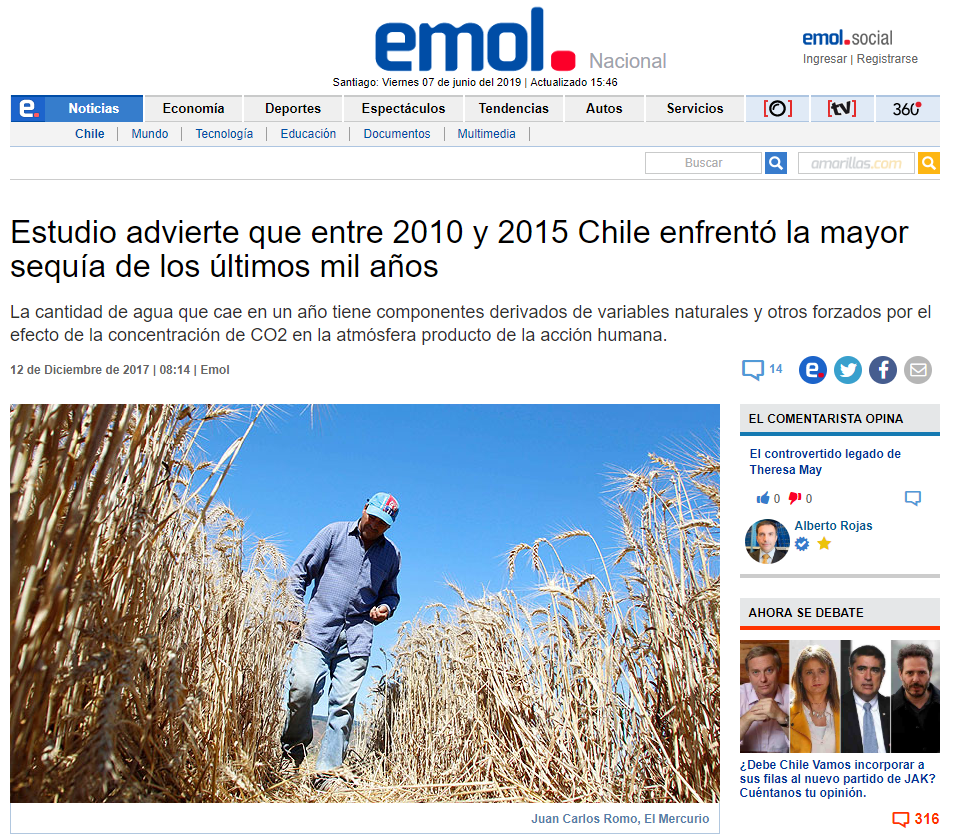 emol. Nacional
emol.social
Ingresar | Registrarse
Santiago: Viernes 07 de junio del 2019 | Actualizado 15:46
e. Noticias Economía Deportes Espectáculos Tendencias Autos Servicios [O] [tv] 360°
Chile | Mundo | Tecnología | Educación | Documentos | Multimedia |
Buscar amarillas.com
Estudio advierte que entre 2010 y 2015 Chile enfrentó la mayor
sequía de los últimos mil años
La cantidad de agua que cae en un año tiene componentes derivados de variables naturales y otros forzados por el
efecto de la concentración de CO2 en la atmósfera producto de la acción humana.
12 de Diciembre de 2017 | 08:14 | Emol
14 e. f
EL COMENTARISTA OPINA
El controvertido legado de
Theresa May
0 0
Alberto Rojas
AHORA SE DEBATE
¿Debe Chile Vamos incorporar a
sus filas al nuevo partido de JAK?
Cuéntanos tu opinión.
316
Juan Carlos Romo, El Mercurio